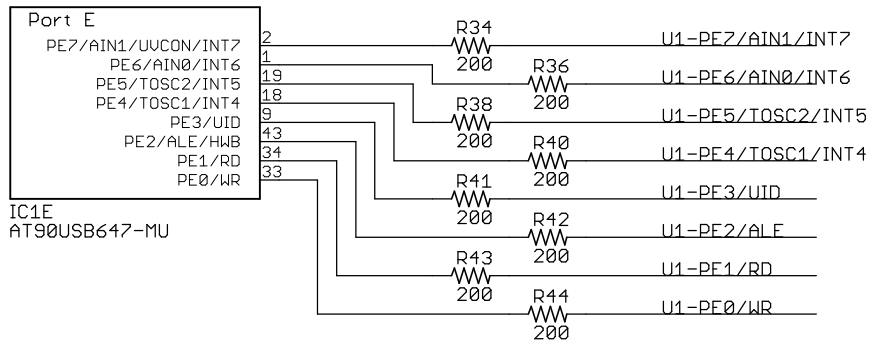 Port E
PE7/AIN1/UVCON/INT7
PE6/AIN0/INT6
PE5/TOSC2/INT5
PE4/TOSC1/INT4
PE3/UID
PE2/ALE/HWB
PE1/RD
PE0/WR
2
1
19
18
9
43
34
33
IC1E
AT90USB647-MU
R34
200
U1-PE7/AIN1/INT7
R36
200
U1-PE6/AIN0/INT6
R38
200
U1-PE5/TOSC2/INT5
R40
200
U1-PE4/TOSC1/INT4
R41
200
U1-PE3/UID
R42
200
U1-PE2/ALE
R43
200
U1-PE1/RD
R44
200
U1-PE0/WR